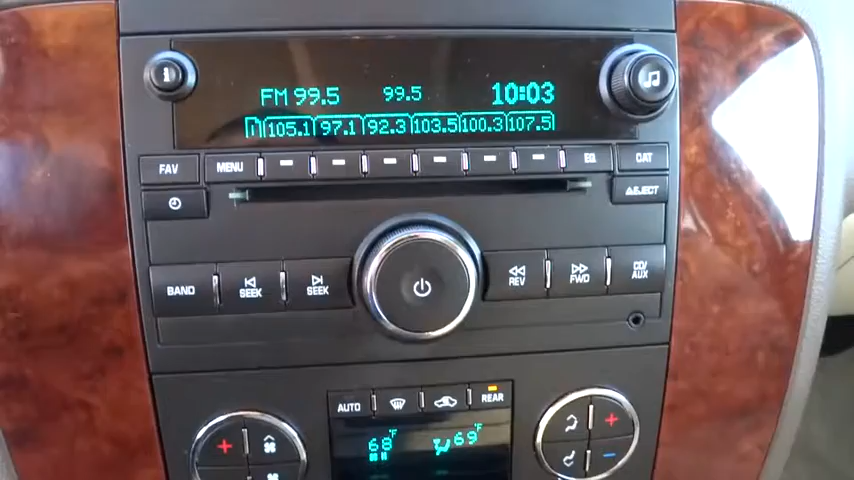 i
FM 99.5 99.5 10:03
1 105.1 97.1 92.3 103.5 100.3 107.5
FAV MENU EQ CAT
EJECT
BAND SEEK SEEK REV FWD CD/AUX
AUTO REAR
68°F 69°F